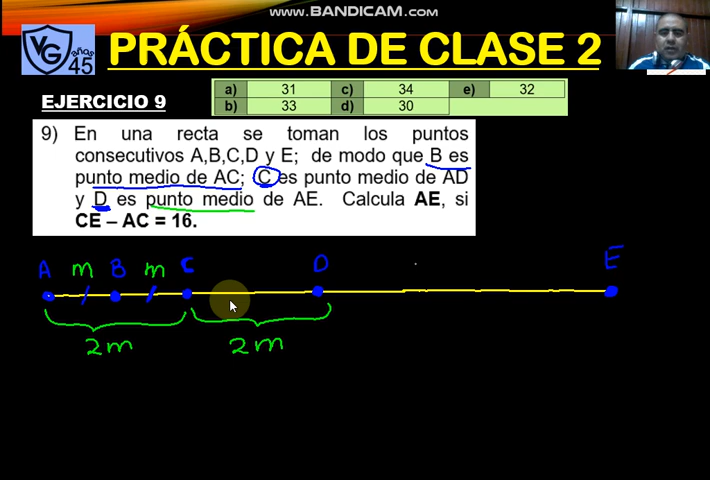 WWW.BANDICAM.COM
VG años 45
PRÁCTICA DE CLASE 2
a) 31 c) 34 e) 32
b) 33 d) 30
EJERCICIO 9
9) En una recta se toman los puntos
consecutivos A,B,C,D y E; de modo que B es
punto medio de AC; C es punto medio de AD
y D es punto medio de AE. Calcula AE, si
CE – AC = 16.
A m B m C D E
2m 2m